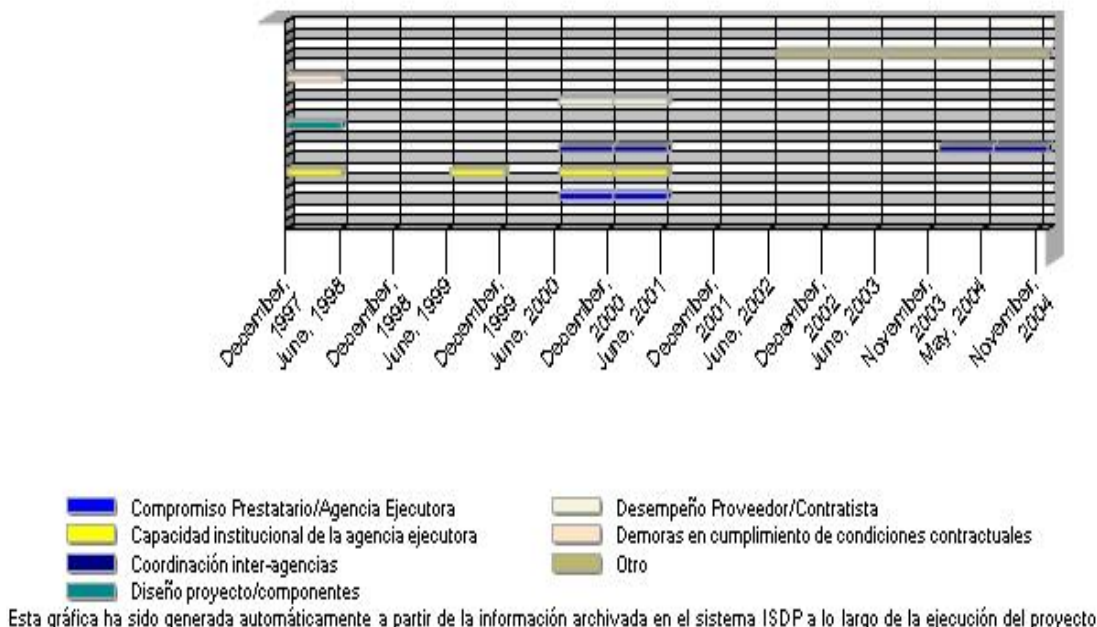 December,
1997
June, 1998
December,
1998
June, 1999
December,
1999
June, 2000
December,
2000
June, 2001
December,
2001
June, 2002
December,
2002
June, 2003
November,
2003
May, 2004
November,
2004
Compromiso Prestatario/Agencia Ejecutora
Capacidad institucional de la agencia ejecutora
Coordinación inter-agencias
Diseño proyecto/componentes
Desempeño Proveedor/Contratista
Demoras en cumplimiento de condiciones contractuales
Otro
Esta gráfica ha sido generada automáticamente a partir de la información archivada en el sistema ISDP a lo largo de la ejecución del proyecto